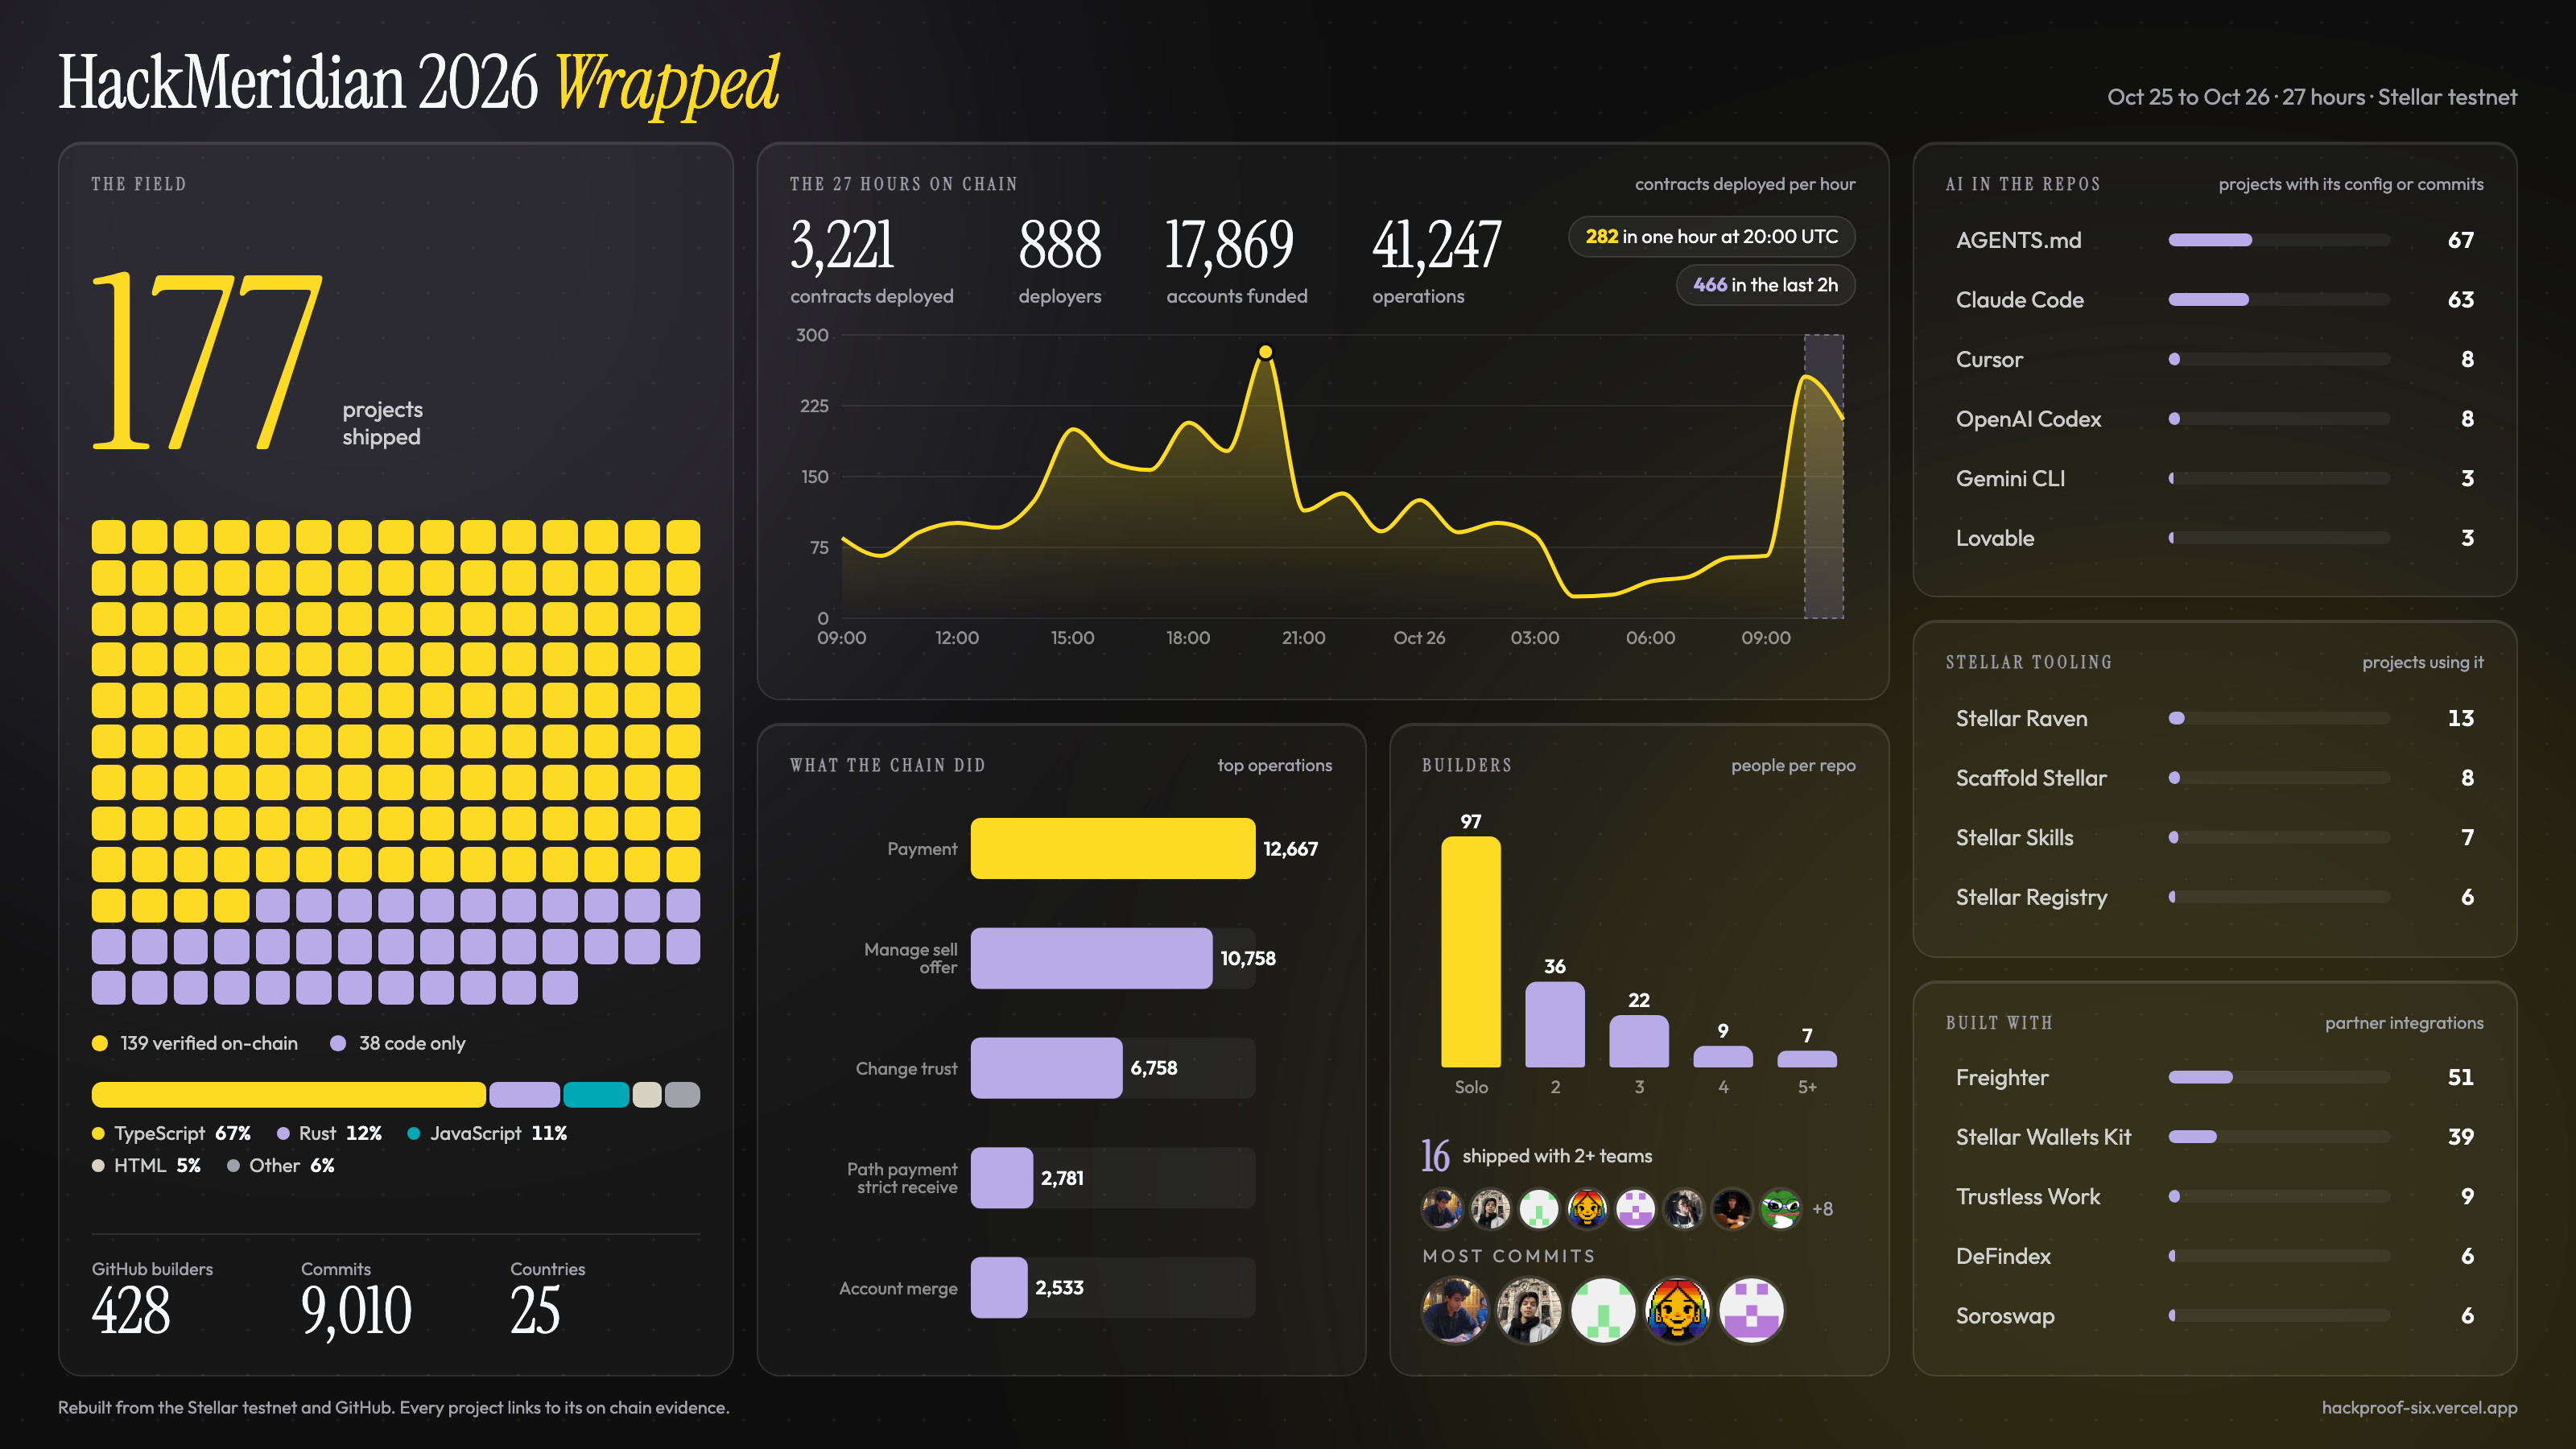 HackMeridian 2026 Wrapped
Oct 25 to Oct 26 · 27 hours · Stellar testnet
THE FIELD
177
projects
shipped
139 verified on-chain
38 code only
TypeScript 67%
Rust 12%
JavaScript 11%
HTML 5%
Other 6%
GitHub builders
428
Commits
9,010
Countries
25
THE 27 HOURS ON CHAIN
contracts deployed per hour
3,221
contracts deployed
888
deployers
17,869
accounts funded
41,247
operations
282 in one hour at 20:00 UTC
466 in the last 2h
300
225
150
75
0
09:00
12:00
15:00
18:00
21:00
Oct 26
03:00
06:00
09:00
WHAT THE CHAIN DID
top operations
Payment
12,667
Manage sell
offer
10,758
Change trust
6,758
Path payment
strict receive
2,781
Account merge
2,533
BUILDERS
people per repo
97
36
22
9
7
Solo
2
3
4
5+
16 shipped with 2+ teams
+8
MOST COMMITS
AI IN THE REPOS
projects with its config or commits
AGENTS.md
67
Claude Code
63
Cursor
8
OpenAI Codex
8
Gemini CLI
3
Lovable
3
STELLAR TOOLING
projects using it
Stellar Raven
13
Scaffold Stellar
8
Stellar Skills
7
Stellar Registry
6
BUILT WITH
partner integrations
Freighter
51
Stellar Wallets Kit
39
Trustless Work
9
DeFindex
6
Soroswap
6
Rebuilt from the Stellar testnet and GitHub. Every project links to its on chain evidence.
hackproof-six.vercel.app